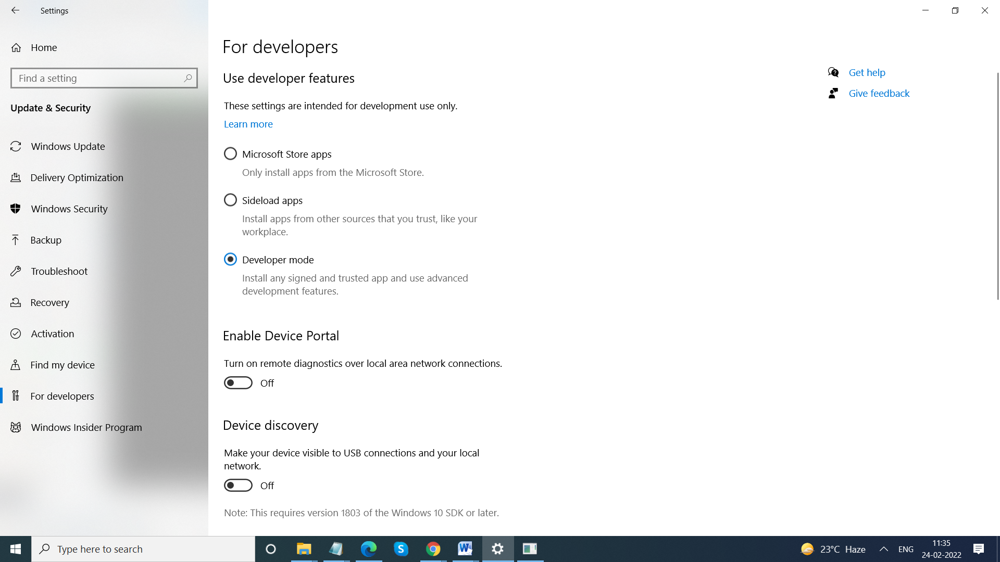 Settings
Home
Find a setting
Update & Security
Windows Update
Delivery Optimization
Windows Security
Backup
Troubleshoot
Recovery
Activation
Find my device
For developers
Windows Insider Program
For developers
Use developer features
These settings are intended for development use only.
Learn more
Microsoft Store apps
Only install apps from the Microsoft Store.
Sideload apps
Install apps from other sources that you trust, like your
workplace.
Developer mode
Install any signed and trusted app and use advanced
development features.
Enable Device Portal
Turn on remote diagnostics over local area network connections.
Off
Device discovery
Make your device visible to USB connections and your local
network.
Off
Note: This requires version 1803 of the Windows 10 SDK or later.
Get help
Give feedback
Type here to search
23°C Haze
ENG
11:35
24-02-2022